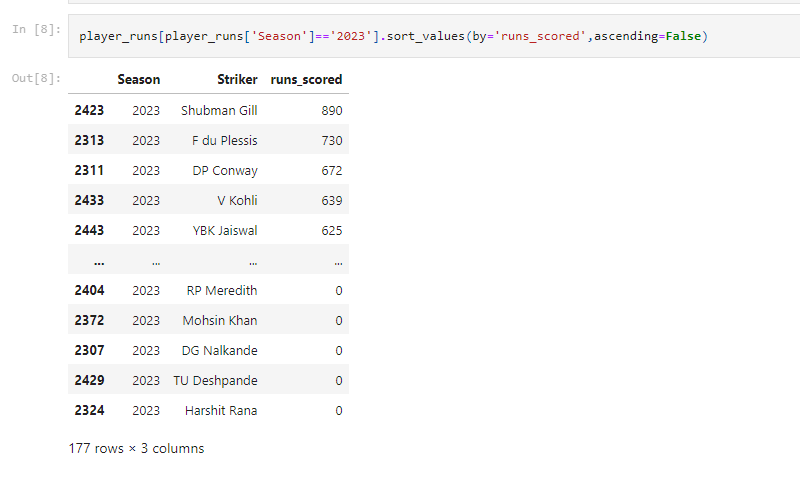 In [8]: player_runs[player_runs['Season']=='2023'].sort_values(by='runs_scored',ascending=False)
Out[8]:
Season Striker runs_scored
2423 2023 Shubman Gill 890
2313 2023 F du Plessis 730
2311 2023 DP Conway 672
2433 2023 V Kohli 639
2443 2023 YBK Jaiswal 625
... ... ... ...
2404 2023 RP Meredith 0
2372 2023 Mohsin Khan 0
2307 2023 DG Nalkande 0
2429 2023 TU Deshpande 0
2324 2023 Harshit Rana 0
177 rows × 3 columns